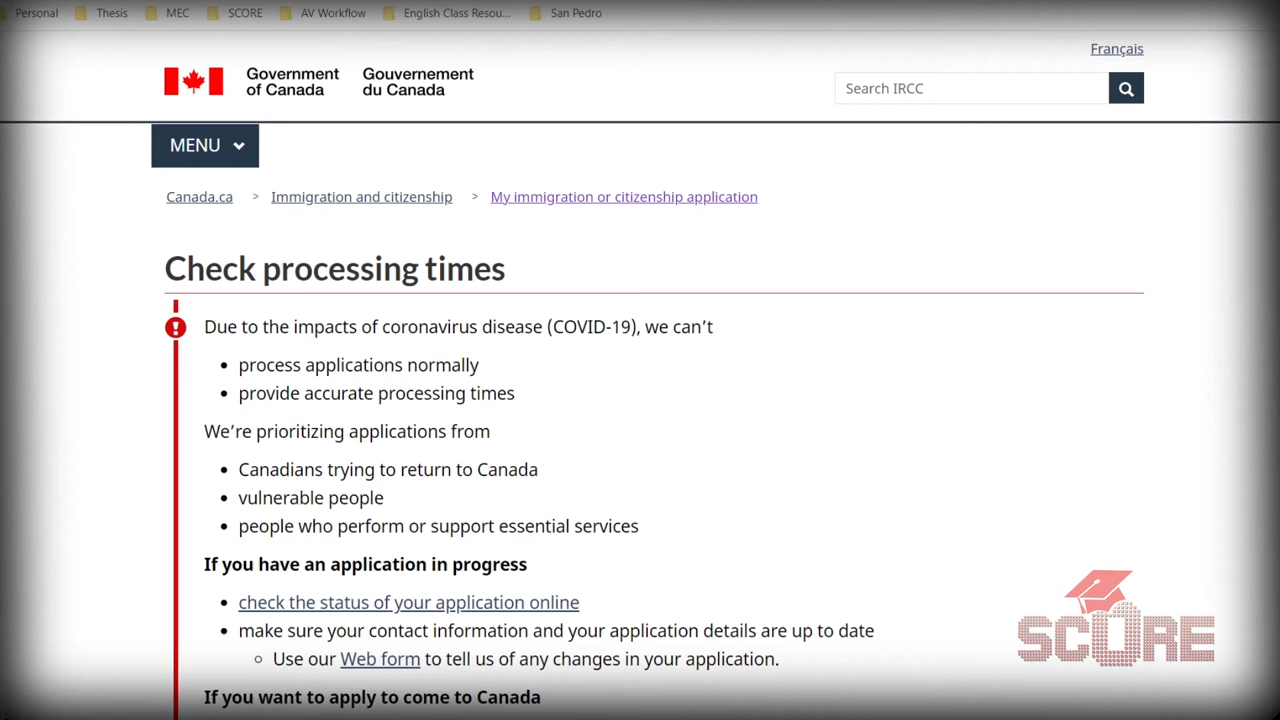 Personal Thesis MEC SCORE AV Workflow English Class Resou... San Pedro
Français
Government of Canada
Gouvernement du Canada
Search IRCC
MENU
Canada.ca > Immigration and citizenship > My immigration or citizenship application
Check processing times
Due to the impacts of coronavirus disease (COVID-19), we can’t
• process applications normally
• provide accurate processing times
We’re prioritizing applications from
• Canadians trying to return to Canada
• vulnerable people
• people who perform or support essential services
If you have an application in progress
• check the status of your application online
• make sure your contact information and your application details are up to date
◦ Use our Web form to tell us of any changes in your application.
If you want to apply to come to Canada
SCORE